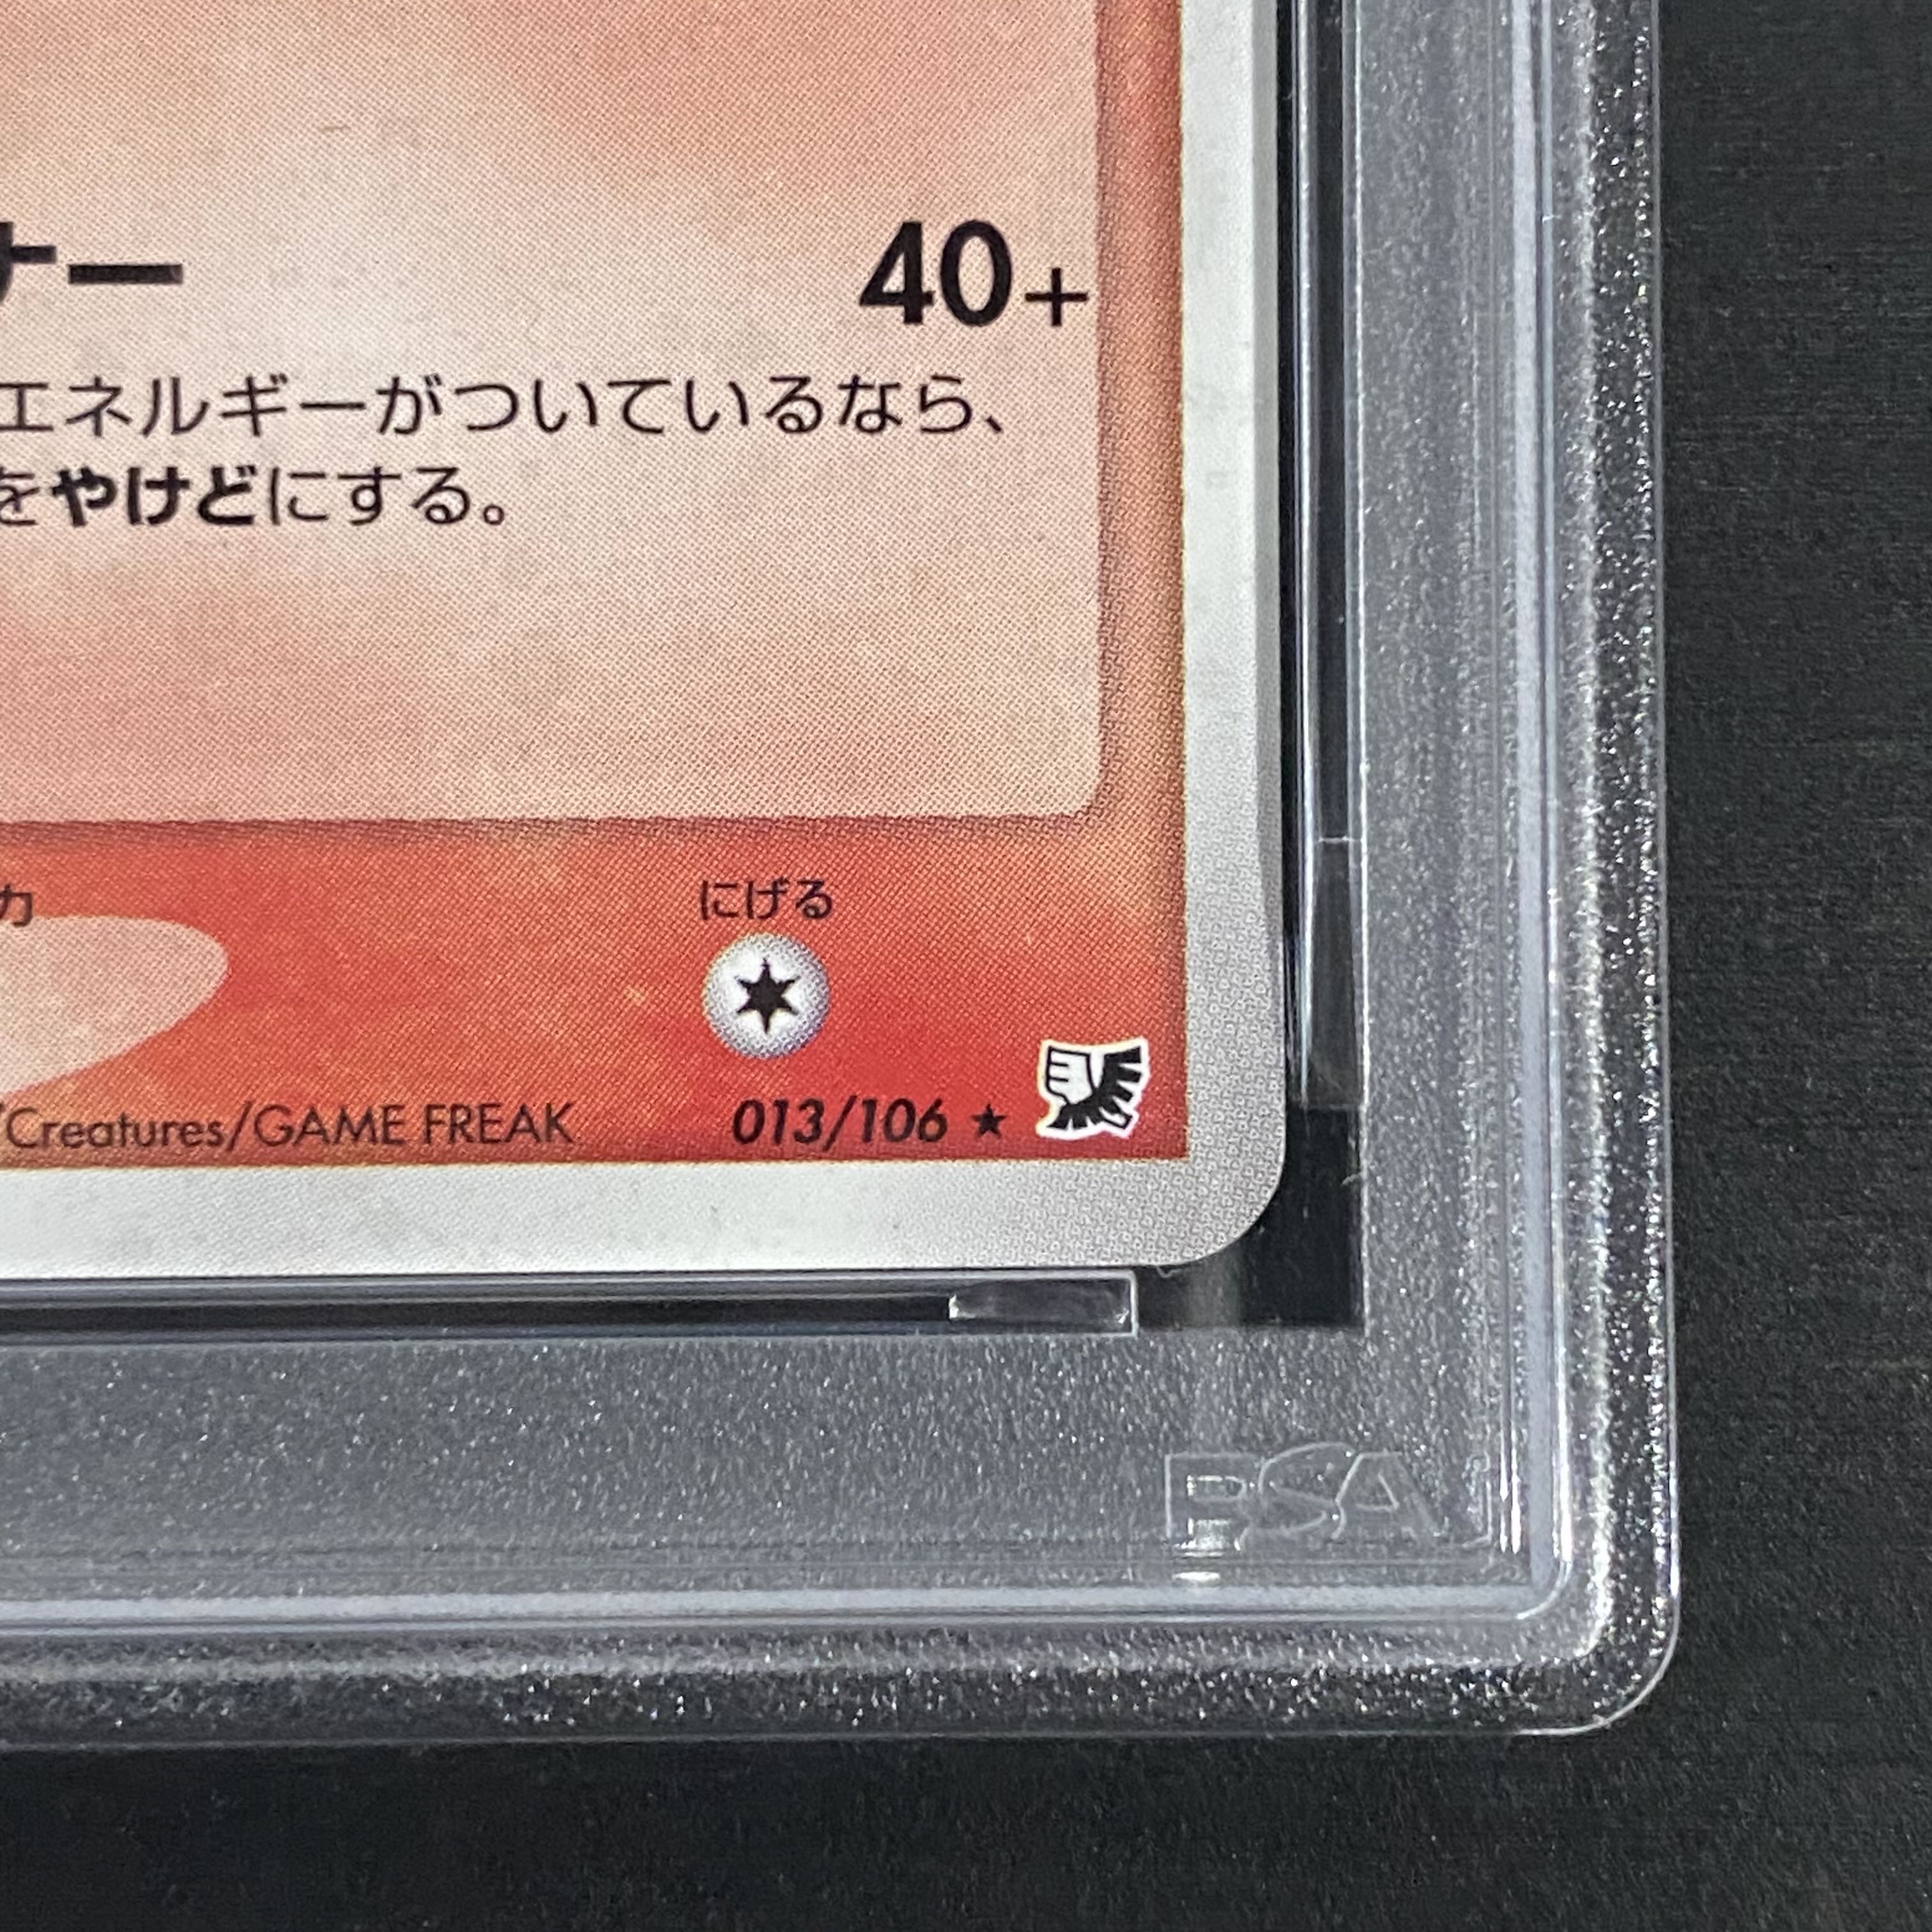 ナー 40+
エネルギーがついているなら、
をやけどにする。
力 にげる
/Creatures/GAME FREAK 013/106 ★
PSA